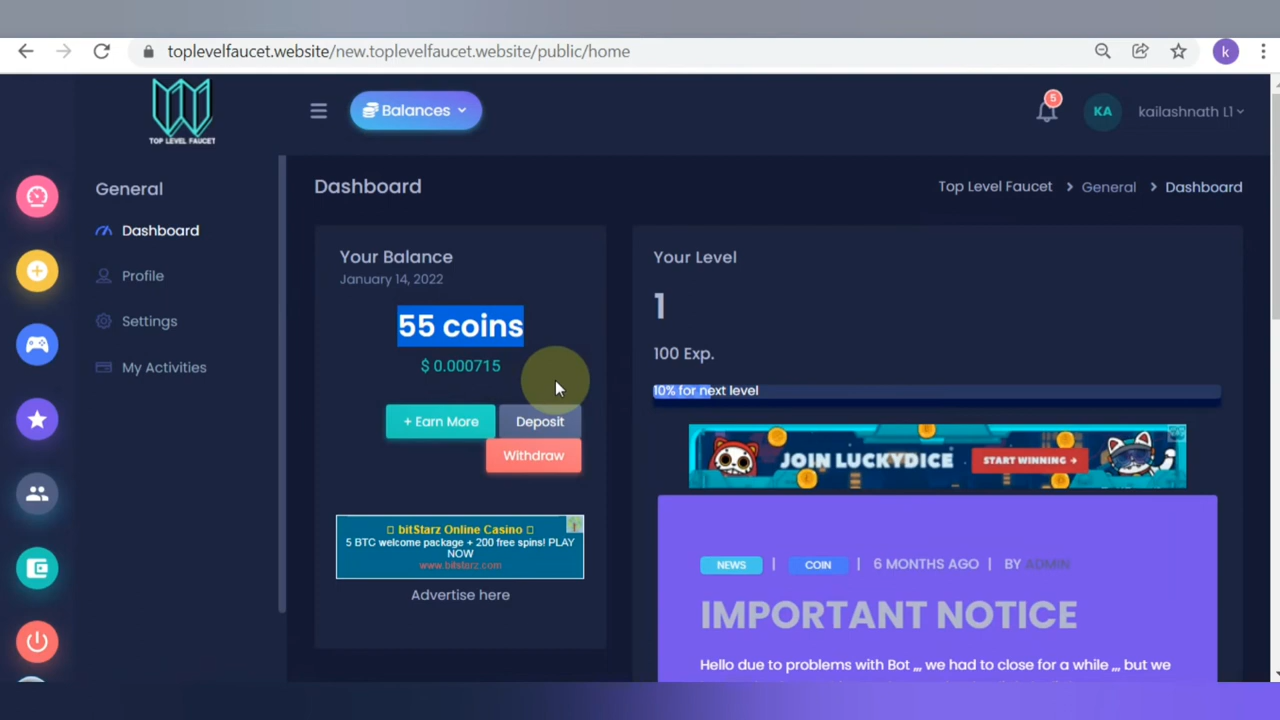 toplevelfaucet.website/new.toplevelfaucet.website/public/home
k
TOP LEVEL FAUCET
Balances
5
KA
kailashnath L1
General
Dashboard
Profile
Settings
My Activities
Dashboard
Top Level Faucet > General > Dashboard
Your Balance
January 14, 2022
55 coins
$ 0.000715
+ Earn More
Deposit
Withdraw
bitStarz Online Casino
5 BTC welcome package + 200 free spins! PLAY
NOW
www.bitstarz.com
Advertise here
Your Level
1
100 Exp.
10% for next level
JOIN LUCKYDICE
START WINNING
NEWS | COIN | 6 MONTHS AGO | BY ADMIN
IMPORTANT NOTICE
Hello due to problems with Bot ,,, we had to close for a while ,,, but we